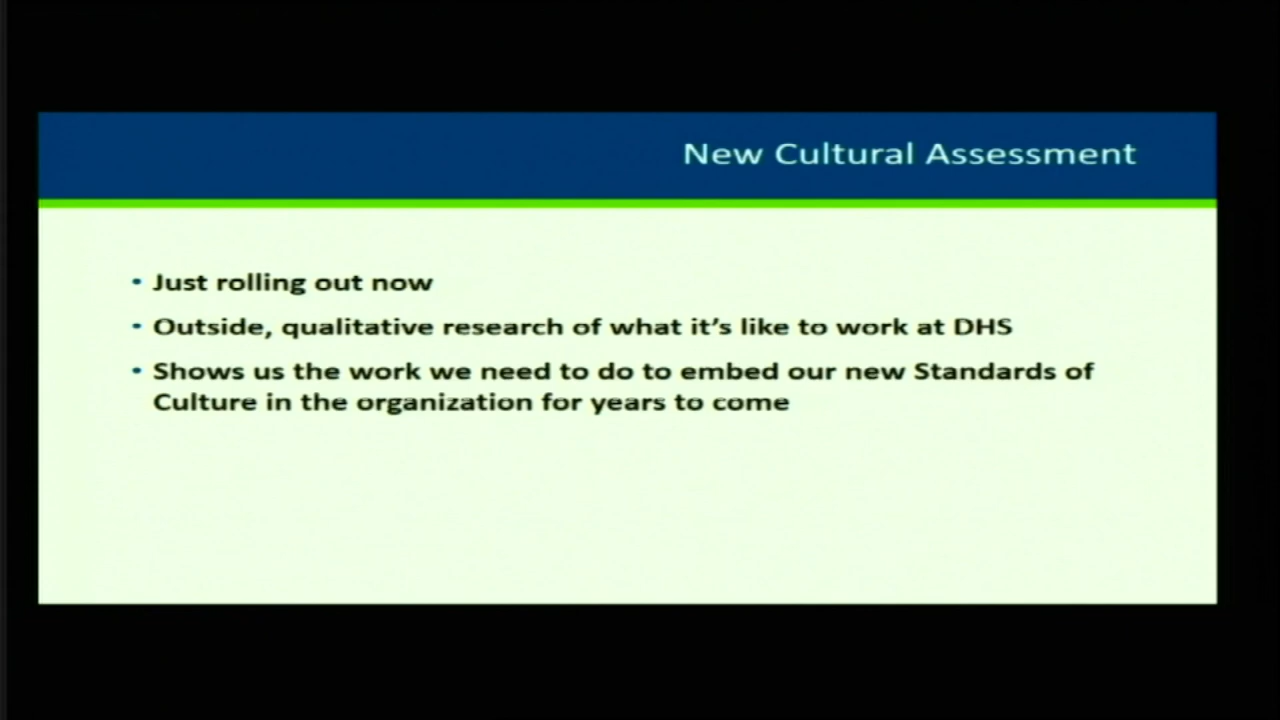 New Cultural Assessment
• Just rolling out now
• Outside, qualitative research of what it's like to work at DHS
• Shows us the work we need to do to embed our new Standards of
Culture in the organization for years to come